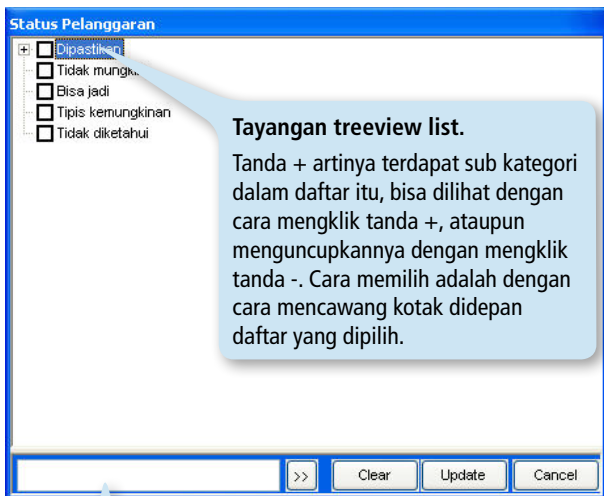 Status Pelanggaran
Dipastikan
Tidak mungk
Bisa jadi
Tipis kemungkinan
Tidak diketahui
Tayangan treeview list.
Tanda + artinya terdapat sub kategori
dalam daftar itu, bisa dilihat dengan
cara mengklik tanda +, ataupun
menguncupkannya dengan mengklik
tanda -. Cara memilih adalah dengan
cara mencawang kotak didepan
daftar yang dipilih.
>> Clear Update Cancel